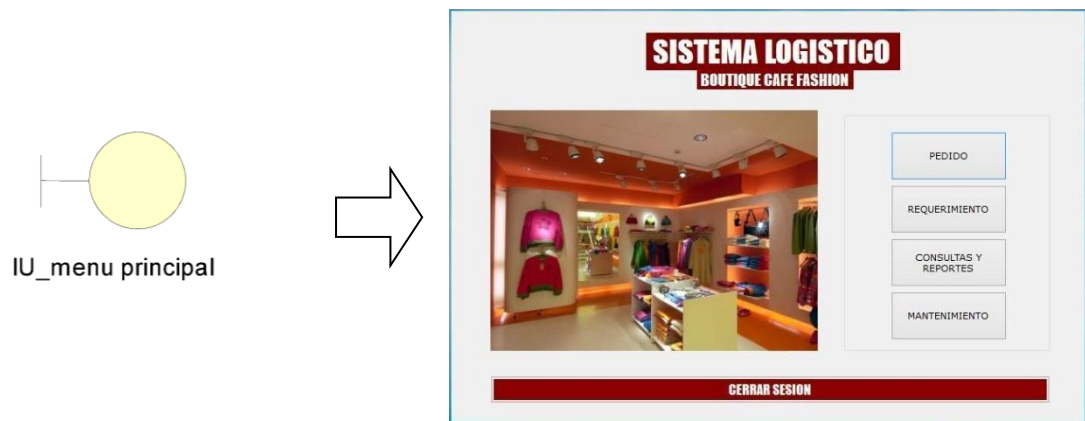 IU_menu principal
SISTEMA LOGISTICO
BOUTIQUE CAFE FASHION
PEDIDO
REQUERIMIENTO
CONSULTAS Y
REPORTES
MANTENIMIENTO
CERRAR SESION